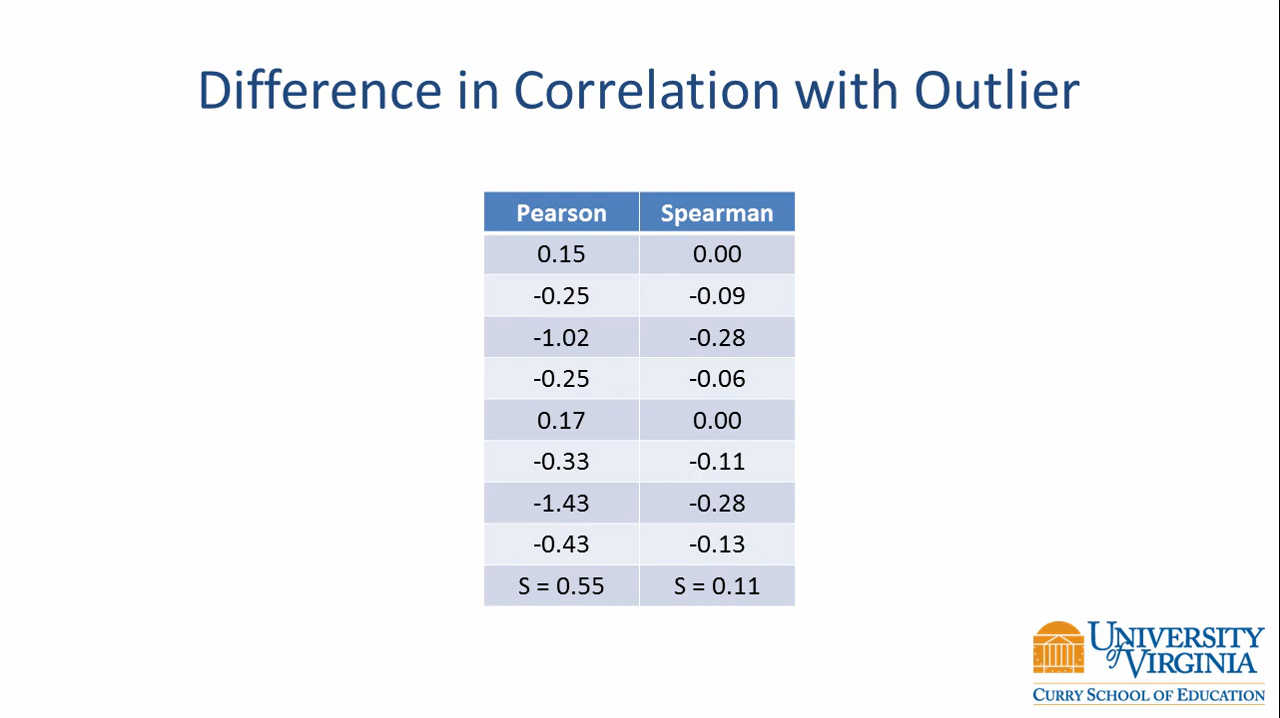 Difference in Correlation with Outlier
Pearson Spearman
0.15 0.00
-0.25 -0.09
-1.02 -0.28
-0.25 -0.06
0.17 0.00
-0.33 -0.11
-1.43 -0.28
-0.43 -0.13
S = 0.55 S = 0.11
UNIVERSITY
of VIRGINIA
CURRY SCHOOL OF EDUCATION